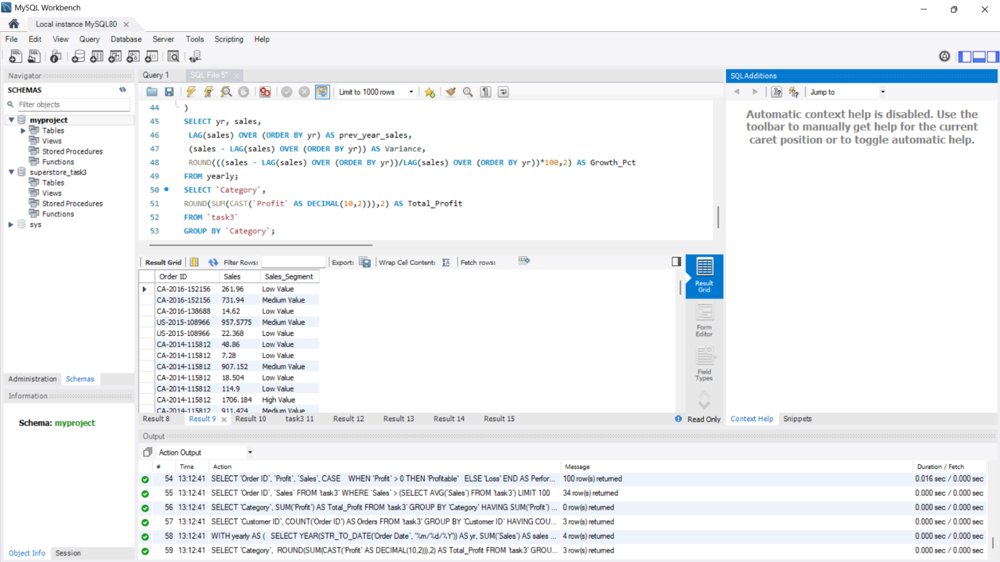 MySQL Workbench
Local instance MySQL80
File Edit View Query Database Server Tools Scripting Help
Navigator
SCHEMAS
Filter objects
myproject
Tables
Views
Stored Procedures
Functions
superstore_task3
Tables
Views
Stored Procedures
Functions
sys
Administration Schemas
Information
Schema: myproject
Object Info Session
Query 1 SQL File 5*
Limit to 1000 rows
44 )
45 SELECT yr, sales,
46 LAG(sales) OVER (ORDER BY yr) AS prev_year_sales,
47 (sales - LAG(sales) OVER (ORDER BY yr)) AS Variance,
48 ROUND(((sales - LAG(sales) OVER (ORDER BY yr))/LAG(sales) OVER (ORDER BY yr))*100,2) AS Growth_Pct
49 FROM yearly;
50 SELECT `Category`,
51 ROUND(SUM(CAST(`Profit` AS DECIMAL(10,2))),2) AS Total_Profit
52 FROM `task3`
53 GROUP BY `Category`;
Result Grid Filter Rows: Export: Wrap Cell Content: Fetch rows:
Order ID Sales Sales_Segment
CA-2016-152156 261.96 Low Value
CA-2016-152156 731.94 Medium Value
CA-2016-138688 14.62 Low Value
US-2015-108966 957.5775 Medium Value
US-2015-108966 22.368 Low Value
CA-2014-115812 48.86 Low Value
CA-2014-115812 7.28 Low Value
CA-2014-115812 907.152 Medium Value
CA-2014-115812 18.504 Low Value
CA-2014-115812 114.9 Low Value
CA-2014-115812 1706.184 High Value
CA-2014-115812 911.424 Medium Value
Result Grid
Form Editor
Field Types
Result 8 Result 9 Result 10 task3 11 Result 12 Result 13 Result 14 Result 15 Read Only
SQLAdditions
Jump to
Automatic context help is disabled. Use the
toolbar to manually get help for the current
caret position or to toggle automatic help.
Context Help Snippets
Output
Action Output
# Time Action Message Duration / Fetch
54 13:12:41 SELECT `Order ID`, `Profit`, `Sales`, CASE WHEN `Profit` > 0 THEN 'Profitable' ELSE 'Loss' END AS Perfor... 100 row(s) returned 0.016 sec / 0.000 sec
55 13:12:41 SELECT `Order ID`, `Sales` FROM `task3` WHERE `Sales` > (SELECT AVG(`Sales`) FROM `task3`) LIMIT 100 34 row(s) returned 0.000 sec / 0.000 sec
56 13:12:41 SELECT `Category`, SUM(`Profit`) AS Total_Profit FROM `task3` GROUP BY `Category` HAVING SUM(`Profit`) ... 0 row(s) returned 0.000 sec / 0.000 sec
57 13:12:41 SELECT `Customer ID`, COUNT(`Order ID`) AS Orders FROM `task3` GROUP BY `Customer ID` HAVING COU... 3 row(s) returned 0.000 sec / 0.000 sec
58 13:12:41 WITH yearly AS ( SELECT YEAR(STR_TO_DATE(`Order Date`, '%m/%d/%Y')) AS yr, SUM(`Sales`) AS sales ... 4 row(s) returned 0.000 sec / 0.000 sec
59 13:12:41 SELECT `Category`, ROUND(SUM(CAST(`Profit` AS DECIMAL(10,2))),2) AS Total_Profit FROM `task3` GROU... 3 row(s) returned 0.000 sec / 0.000 sec